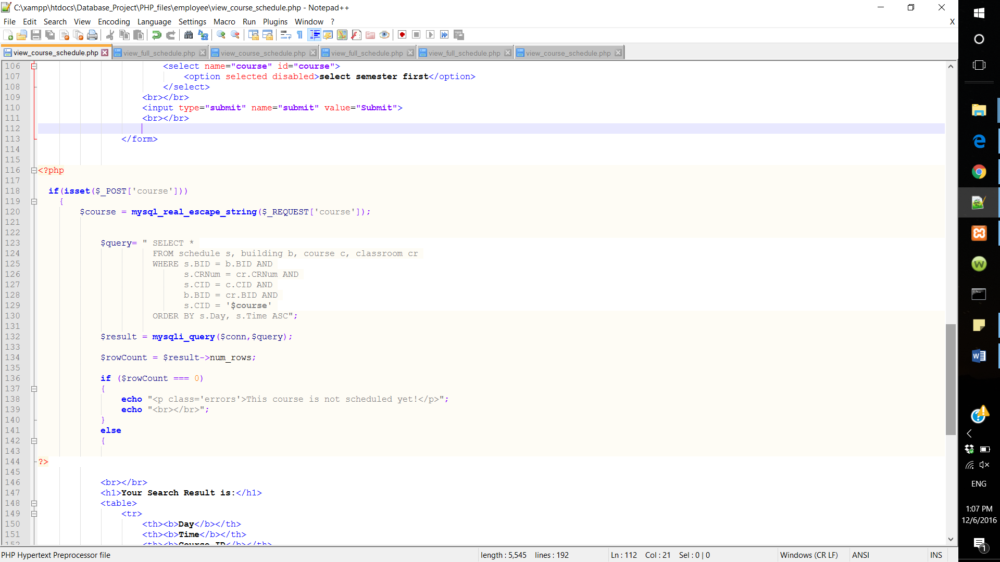 C:\xampp\htdocs\Database_Project\PHP_files\employee\view_course_schedule.php - Notepad++
File Edit Search View Encoding Language Settings Macro Run Plugins Window ? X
view_course_schedule.php view_full_schedule.php view_course_schedule.php view_full_schedule.php view_full_schedule.php view_course_schedule.php
106 <select name="course" id="course">
107 <option selected disabled>select semester first</option>
108 </select>
109 <br></br>
110 <input type="submit" name="submit" value="Submit">
111 <br></br>
112
113 </form>
114
115
116 <?php
117
118 if(isset($_POST['course']))
119 {
120 $course = mysql_real_escape_string($_REQUEST['course']);
121
122
123 $query= " SELECT *
124 FROM schedule s, building b, course c, classroom cr
125 WHERE s.BID = b.BID AND
126 s.CRNum = cr.CRNum AND
127 s.CID = c.CID AND
128 b.BID = cr.BID AND
129 s.CID = '$course'
130 ORDER BY s.Day, s.Time ASC";
131
132 $result = mysqli_query($conn,$query);
133
134 $rowCount = $result->num_rows;
135
136 if ($rowCount === 0)
137 {
138 echo "<p class='errors'>This course is not scheduled yet!</p>";
139 echo "<br></br>";
140 }
141 else
142 {
143
144 ?>
145
146 <br></br>
147 <h1>Your Search Result is:</h1>
148 <table>
149 <tr>
150 <th><b>Day</b></th>
151 <th><b>Time</b></th>
152 <th><b>Course ID</b></th>
PHP Hypertext Preprocessor file length : 5,545 lines : 192 Ln : 112 Col : 21 Sel : 0 | 0 Windows (CR LF) ANSI INS
ENG
1:07 PM
12/6/2016
1